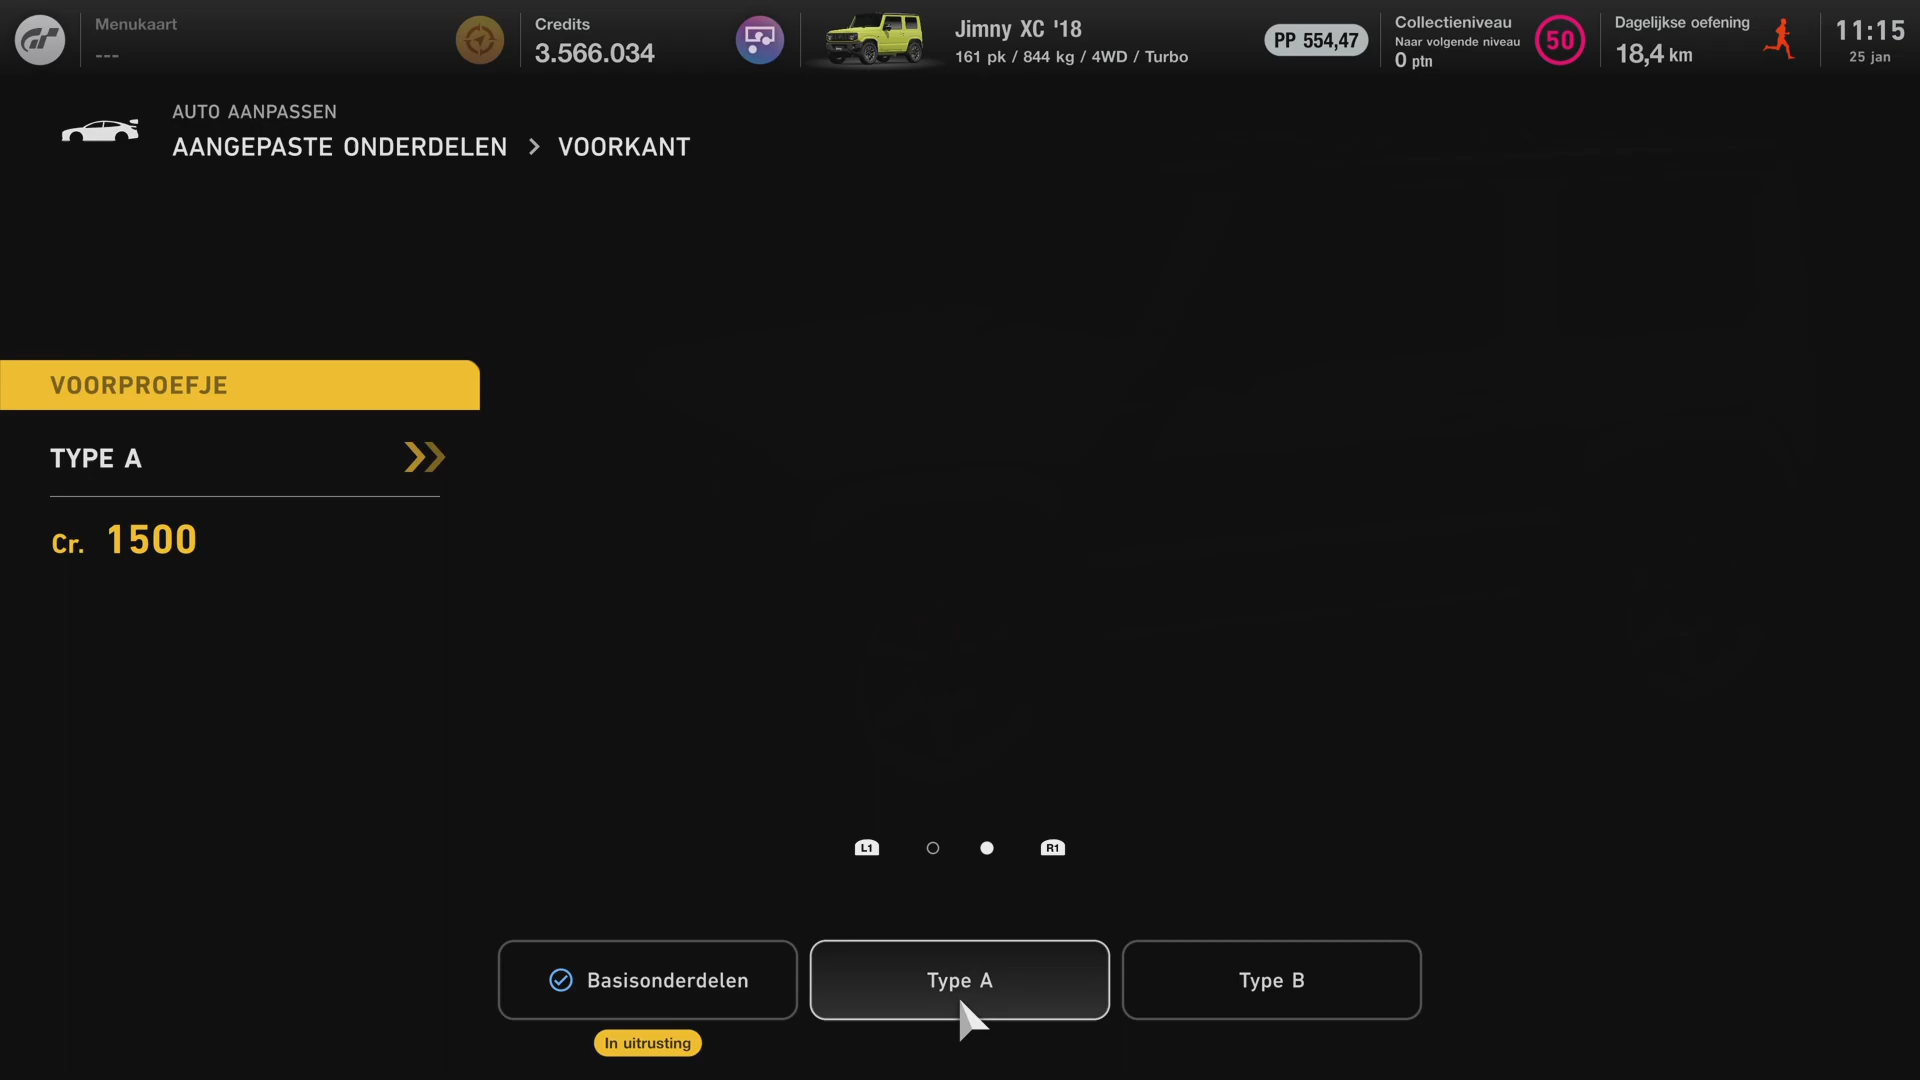 Menukaart
---
Credits
3.566.034
Jimny XC '18
161 pk / 844 kg / 4WD / Turbo
PP 554,47
Collectieniveau
Naar volgende niveau
0 ptn
50
Dagelijkse oefening
18,4 km
11:15
25 jan
AUTO AANPASSEN
AANGEPASTE ONDERDELEN > VOORKANT
VOORPROEFJE
TYPE A
Cr. 1500
L1
R1
Basisonderdelen
Type A
Type B
In uitrusting